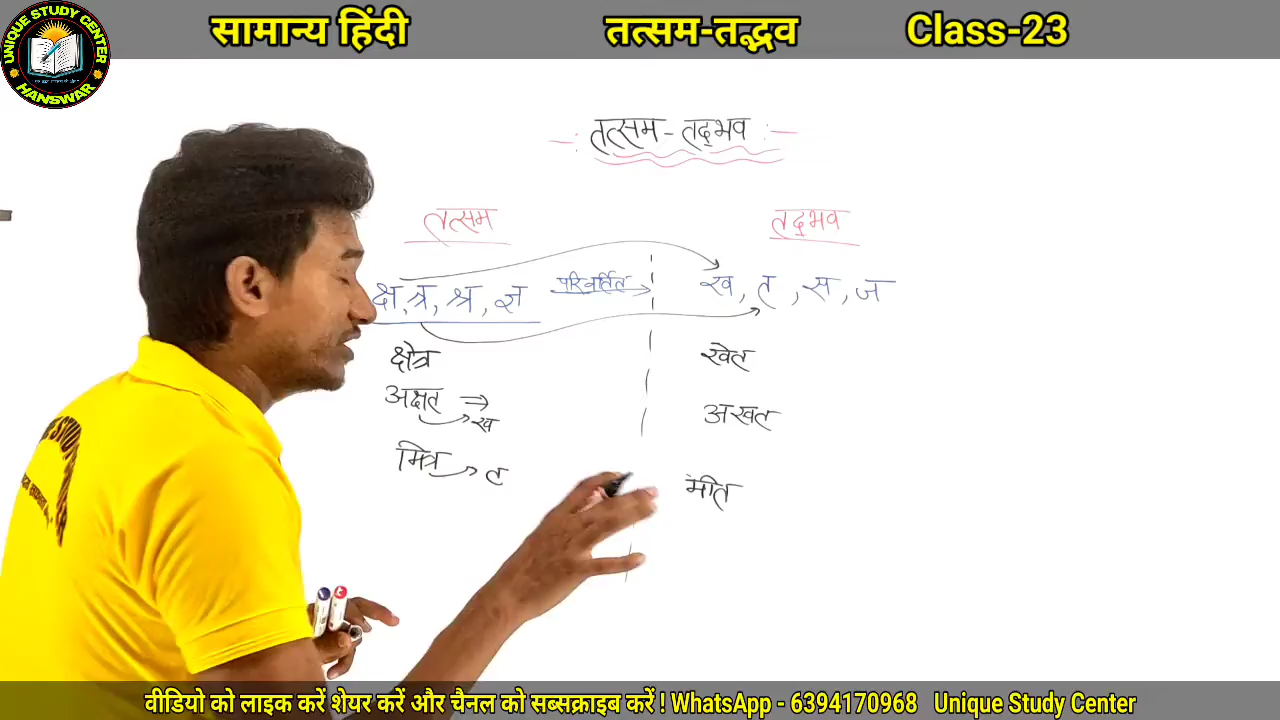 सामान्य हिंदी तत्सम-तद्भव Class-23
UNIQUE STUDY CENTER
HANSWAR
तत्सम - तद्भव
तत्सम तद्भव
क्ष, त्र, श्र, ज्ञ परिवर्तित ख, त, स, ज
क्षेत्र खेत
अक्षत ⇒ ख अखत
मित्र → त मीत
वीडियो को लाइक करें शेयर करें और चैनल को सब्सक्राइब करें ! WhatsApp - 6394170968 Unique Study Center